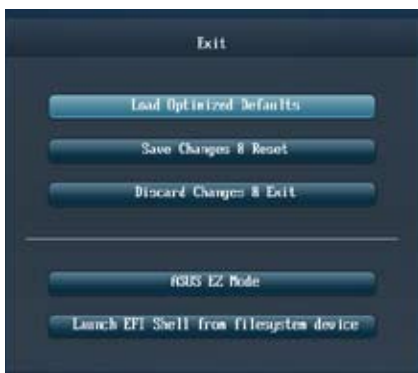 Exit
Load Optimized Defaults
Save Changes & Reset
Discard Changes & Exit
ASUS EZ Mode
Launch EFI Shell from filesystem device